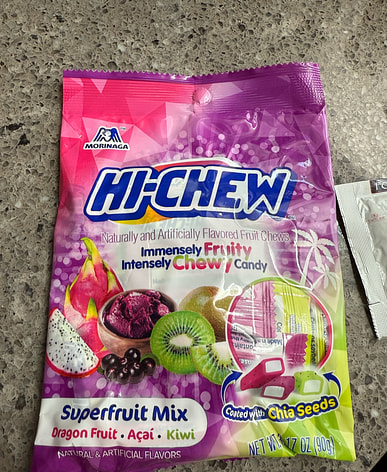 MORINAGA
HI-CHEW
Naturally and Artificially Flavored Fruit Chews
Immensely Fruity
Intensely Chewy Candy
Coated with Chia Seeds
Superfruit Mix
Dragon Fruit • Açaí • Kiwi
NATURAL & ARTIFICIAL FLAVORS
NET WT 3.17 OZ (90g)